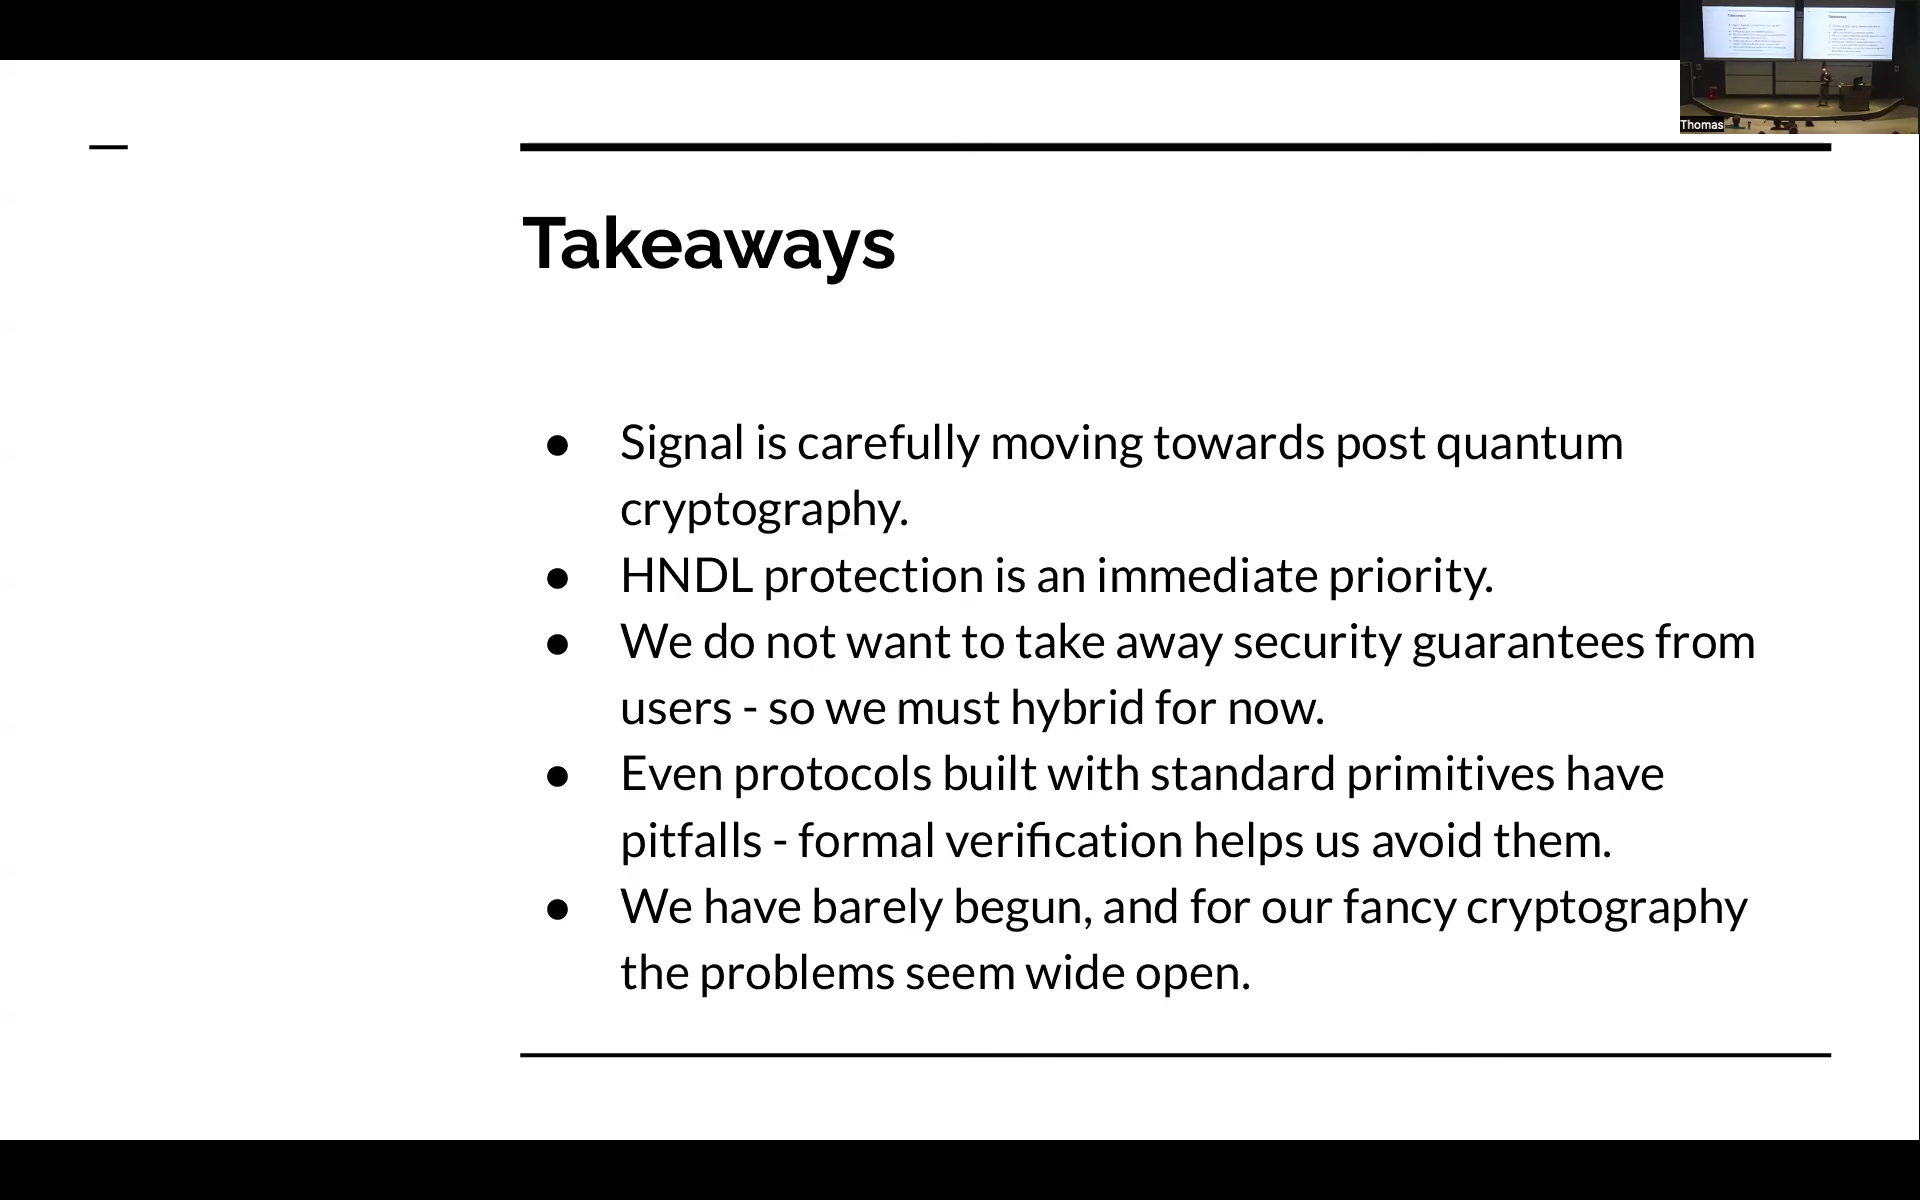 Thomas
Takeaways
● Signal is carefully moving towards post quantum
cryptography.
● HNDL protection is an immediate priority.
● We do not want to take away security guarantees from
users - so we must hybrid for now.
● Even protocols built with standard primitives have
pitfalls - formal verification helps us avoid them.
● We have barely begun, and for our fancy cryptography
the problems seem wide open.